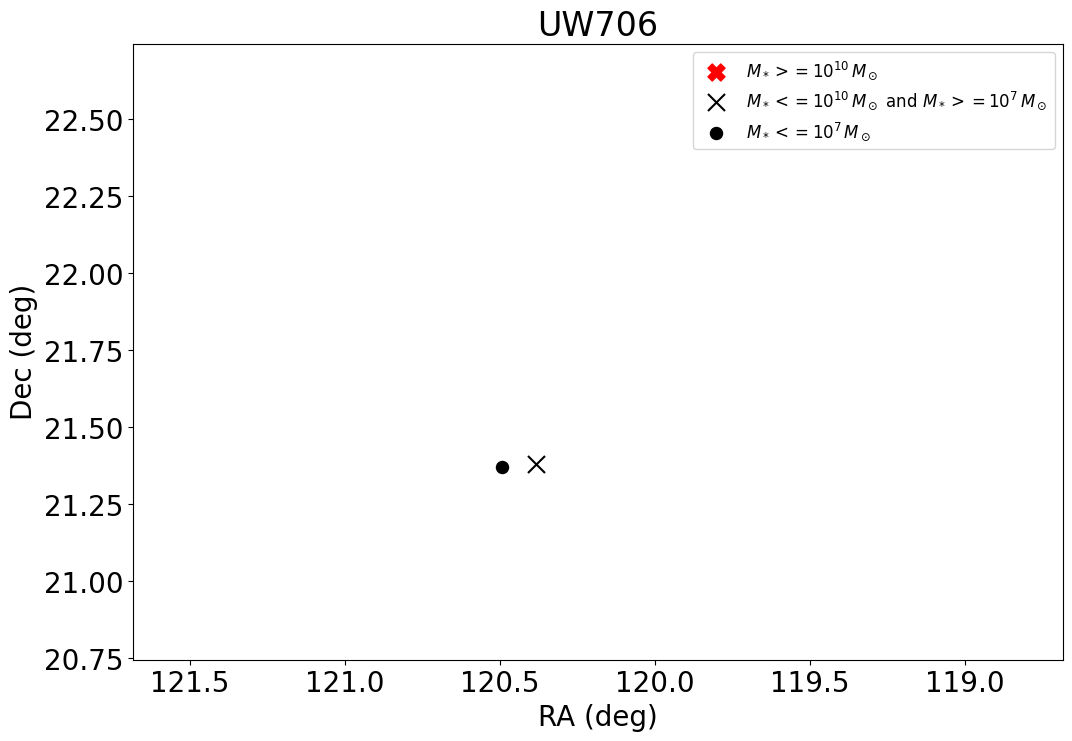 UW706
M* >= 10^10 M⊙
M* <= 10^10 M⊙ and M* >= 10^7 M⊙
M* <= 10^7 M⊙
22.50
22.25
22.00
21.75
21.50
21.25
21.00
20.75
Dec (deg)
121.5 121.0 120.5 120.0 119.5 119.0
RA (deg)